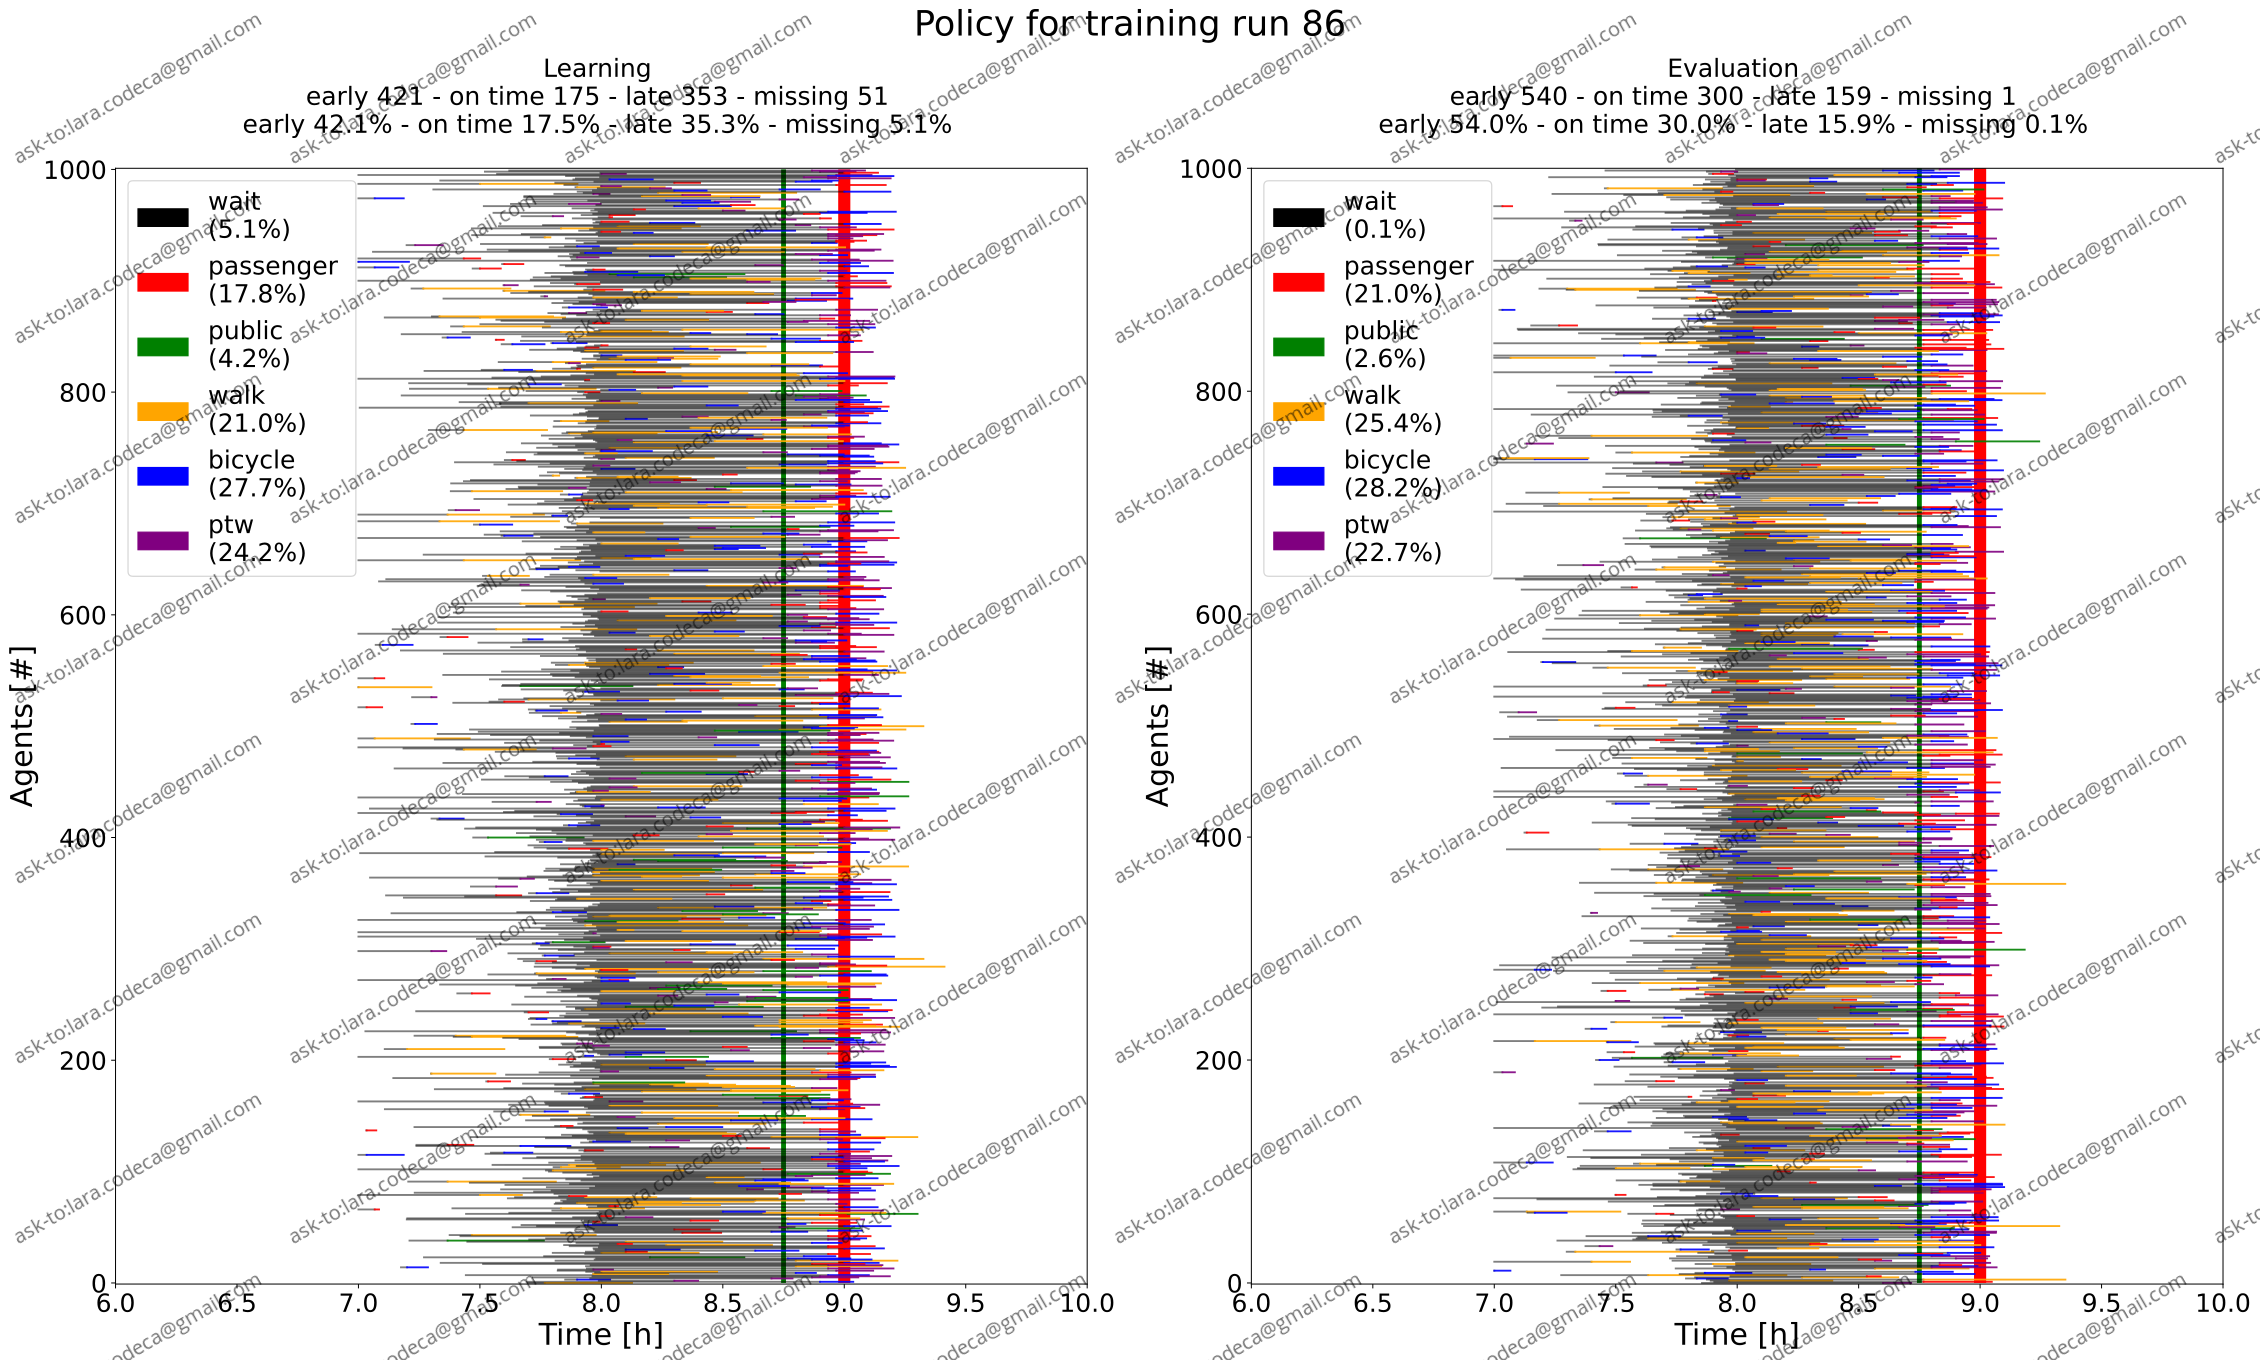 Policy for training run 86
Learning
early 421 - on time 175 - late 353 - missing 51
early 42.1% - on time 17.5% - late 35.3% - missing 5.1%
1000
800
600
400
200
0
Agents [#]
wait
(5.1%)
passenger
(17.8%)
public
(4.2%)
walk
(21.0%)
bicycle
(27.7%)
ptw
(24.2%)
6.0 6.5 7.0 7.5 8.0 8.5 9.0 9.5 10.0
Time [h]
Evaluation
early 540 - on time 300 - late 159 - missing 1
early 54.0% - on time 30.0% - late 15.9% - missing 0.1%
1000
800
600
400
200
0
Agents [#]
wait
(0.1%)
passenger
(21.0%)
public
(2.6%)
walk
(25.4%)
bicycle
(28.2%)
ptw
(22.7%)
6.0 6.5 7.0 7.5 8.0 8.5 9.0 9.5 10.0
Time [h]
ask-to:lara.codeca@gmail.com